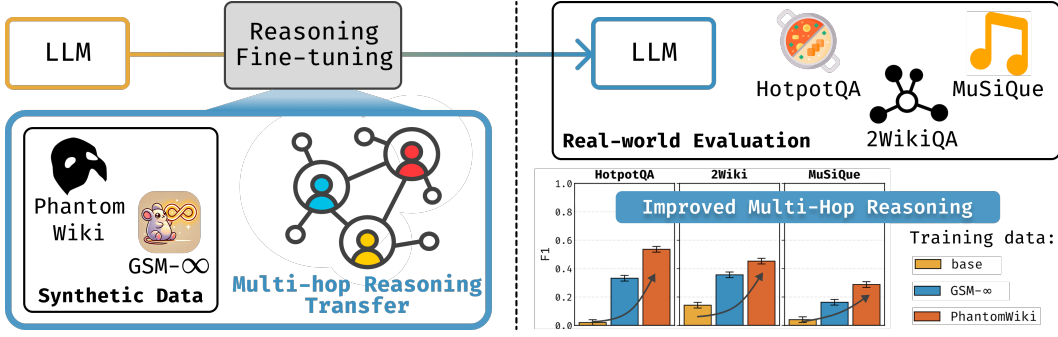 LLM
Reasoning
Fine-tuning
LLM
HotpotQA
2WikiQA
MuSiQue
Real-world Evaluation
Phantom
Wiki
GSM-∞
Synthetic Data
Multi-hop Reasoning
Transfer
HotpotQA
2Wiki
MuSiQue
Improved Multi-Hop Reasoning
F1
1.0
0.8
0.6
0.4
0.2
0.0
Training data:
base
GSM-∞
PhantomWiki